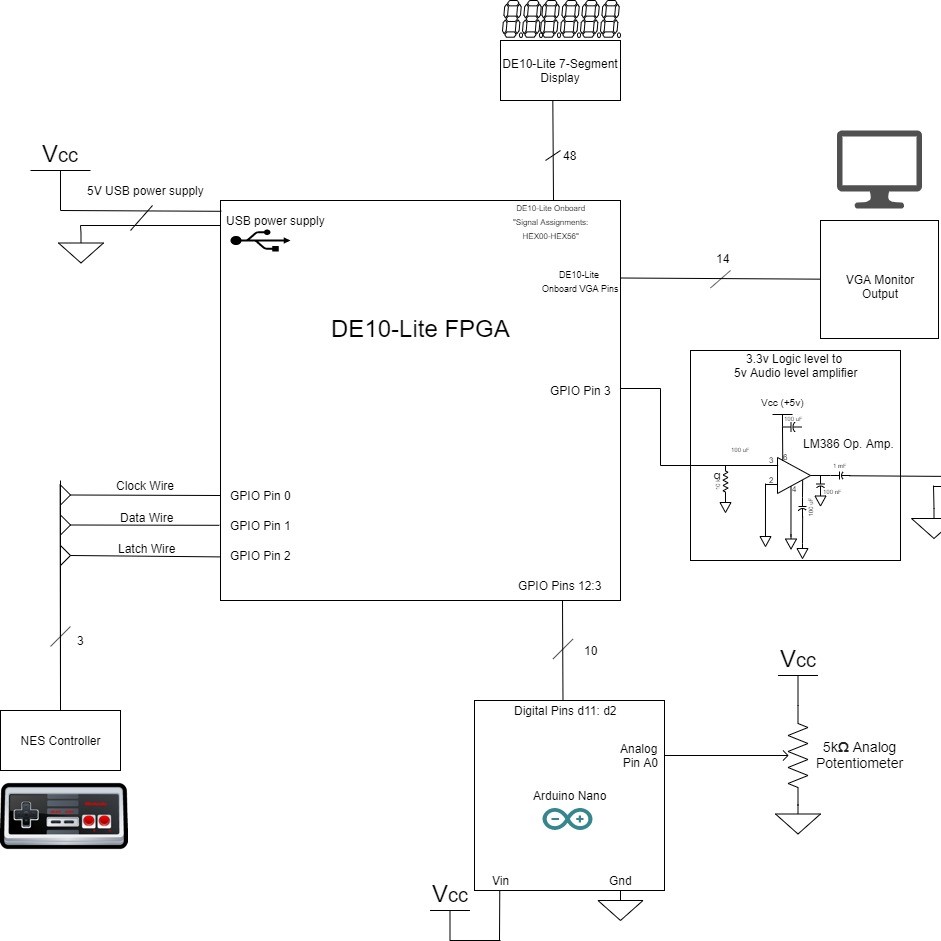 DE10-Lite 7-Segment
Display
48
Vcc
5V USB power supply
USB power supply
DE10-Lite Onboard
"Signal Assignments:
HEX00-HEX56"
DE10-Lite
Onboard VGA Pins
14
VGA Monitor
Output
DE10-Lite FPGA
3.3v Logic level to
5v Audio level amplifier
GPIO Pin 3
Vcc (+5v)
100 uF
LM386 Op. Amp.
100 uF
3
6
1 mF
2
4
100 nF
100 uF
Clock Wire
GPIO Pin 0
Data Wire
GPIO Pin 1
Latch Wire
GPIO Pin 2
GPIO Pins 12:3
3
10
Vcc
NES Controller
Digital Pins d11: d2
Analog
Pin A0
5kΩ Analog
Potentiometer
Arduino Nano
Vin
Gnd
Vcc